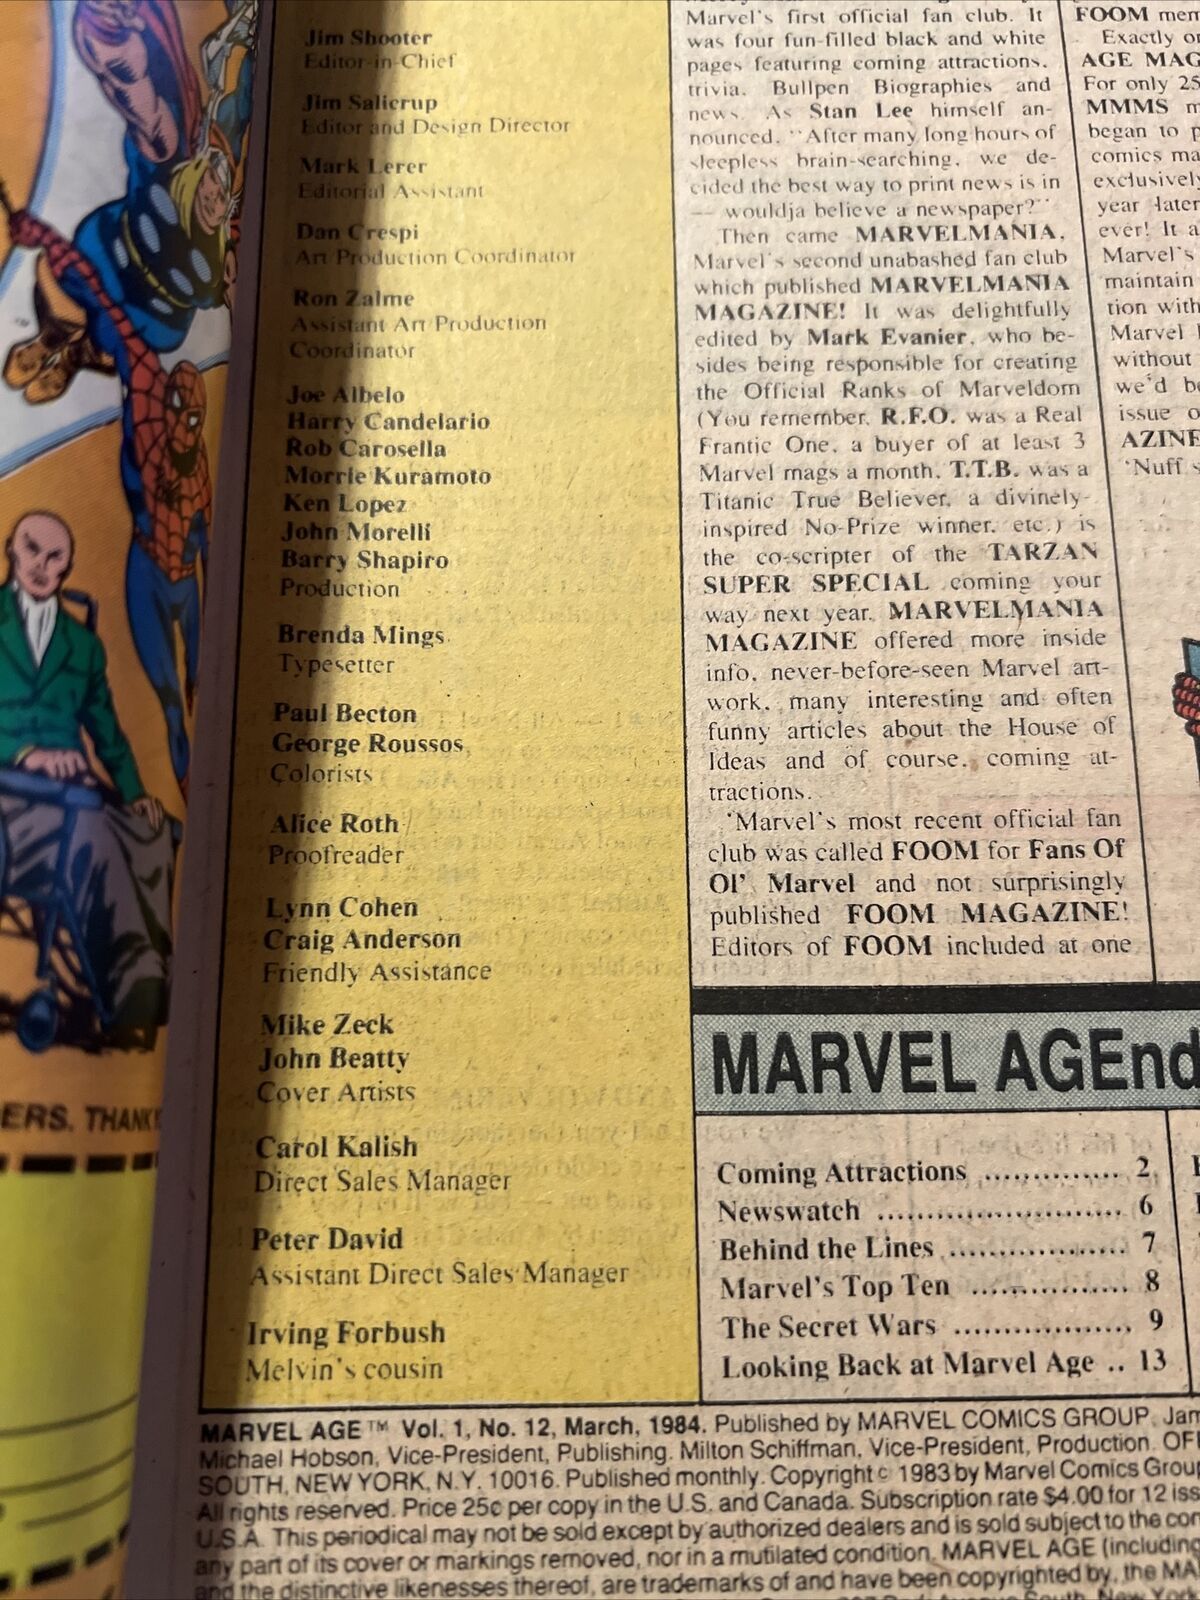 Jim Shooter
Editor-in-Chief
Jim Salicrup
Editor and Design Director
Mark Lerer
Editorial Assistant
Dan Crespi
Art Production Coordinator
Ron Zalme
Assistant Art Production
Coordinator
Joe Albelo
Harry Candelario
Rob Carosella
Morrie Kuramoto
Ken Lopez
John Morelli
Barry Shapiro
Production
Brenda Mings
Typesetter
Paul Becton
George Roussos
Colorists
Alice Roth
Proofreader
Lynn Cohen
Craig Anderson
Friendly Assistance
Mike Zeck
John Beatty
Cover Artists
Carol Kalish
Direct Sales Manager
Peter David
Assistant Direct Sales Manager
Irving Forbush
Melvin's cousin
Marvel's first official fan club. It
was four fun-filled black and white
pages featuring coming attractions,
trivia, Bullpen Biographies and
news. As Stan Lee himself an-
nounced, "After many long hours of
sleepless brain-searching, we de-
cided the best way to print news is in
— wouldja believe a newspaper?"
Then came MARVELMANIA,
Marvel's second unabashed fan club
which published MARVELMANIA
MAGAZINE! It was delightfully
edited by Mark Evanier, who be-
sides being responsible for creating
the Official Ranks of Marveldom
(You remember, R.F.O. was a Real
Frantic One, a buyer of at least 3
Marvel mags a month, T.T.B. was a
Titanic True Believer, a divinely-
inspired No-Prize winner, etc.) is
the co-scripter of the TARZAN
SUPER SPECIAL coming your
way next year. MARVELMANIA
MAGAZINE offered more inside
info, never-before-seen Marvel art-
work, many interesting and often
funny articles about the House of
Ideas and of course, coming at-
tractions.
Marvel's most recent official fan
club was called FOOM for Fans Of
Ol' Marvel and not surprisingly
published FOOM MAGAZINE!
Editors of FOOM included at one
FOOM mem
Exactly on
AGE MAG
For only 25
MMMS m
began to p
comics ma
exclusively
year later
ever! It a
Marvel's
maintain
tion with
Marvel
without
we'd be
issue o
AZINE
'Nuff s
ERS. THANK
MARVEL AGEnd
Coming Attractions .............. 2
Newswatch ......................... 6
Behind the Lines .................. 7
Marvel's Top Ten ................ 8
The Secret Wars .................. 9
Looking Back at Marvel Age .. 13
MARVEL AGE™ Vol. 1, No. 12, March, 1984. Published by MARVEL COMICS GROUP. Jam
Michael Hobson, Vice-President, Publishing. Milton Schiffman, Vice-President, Production. OFF
SOUTH, NEW YORK, N.Y. 10016. Published monthly. Copyright © 1983 by Marvel Comics Group
All rights reserved. Price 25¢ per copy in the U.S. and Canada. Subscription rate $4.00 for 12 iss
U.S.A. This periodical may not be sold except by authorized dealers and is sold subject to the con
any part of its cover or markings removed, nor in a mutilated condition. MARVEL AGE (including
and the distinctive likenesses thereof, are trademarks of and have been copyrighted by, the MA